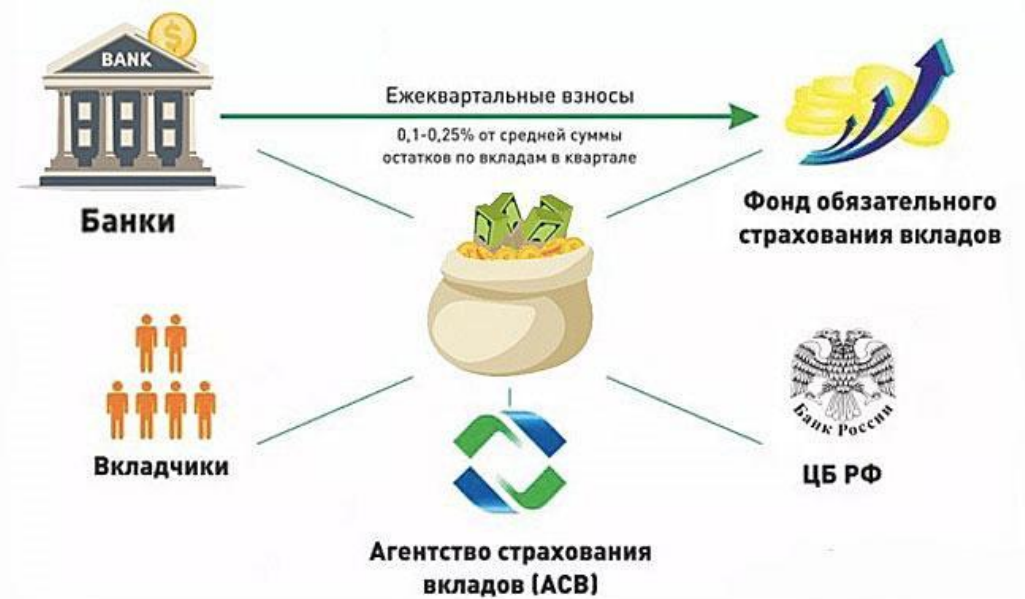 BANK
Ежеквартальные взносы
0,1-0,25% от средней суммы
остатков по вкладам в квартале
Банки
Фонд обязательного
страхования вкладов
Вкладчики
Банк России
ЦБ РФ
Агентство страхования
вкладов (АСВ)